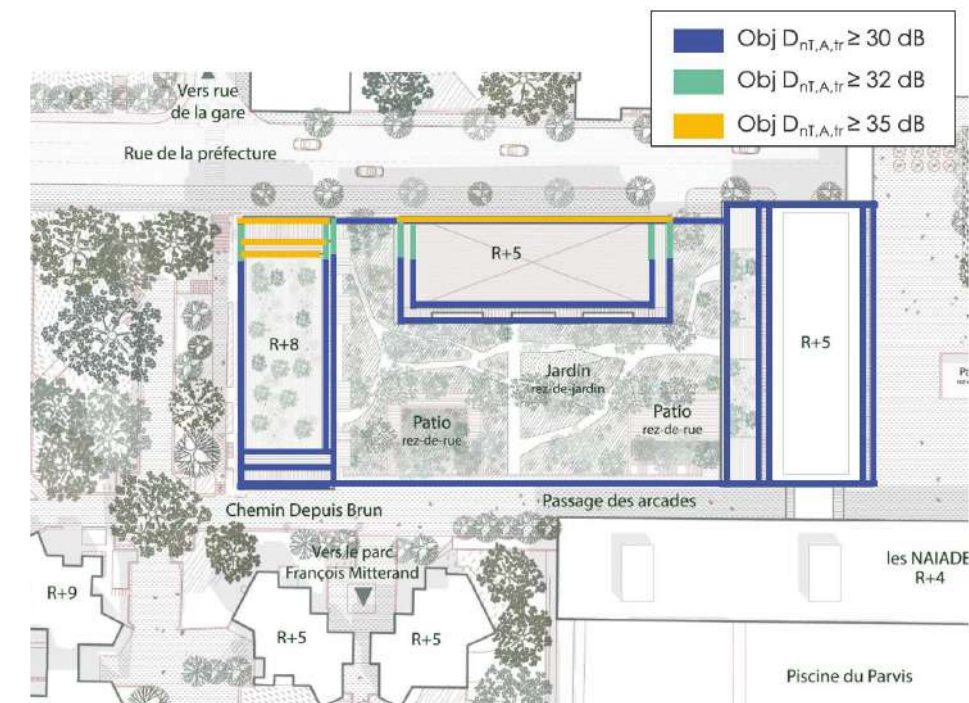 Obj DnT,A,tr ≥ 30 dB
Obj DnT,A,tr ≥ 32 dB
Obj DnT,A,tr ≥ 35 dB
Vers rue
de la gare
Rue de la préfecture
R+5
R+8
R+5
Jardin
rez-de-jardin
Patio
rez-de-rue
Patio
rez-de-rue
Passage des arcades
Chemin Depuis Brun
Vers le parc
François Mitterand
les NAIADE
R+4
R+9
R+5
R+5
Piscine du Parvis